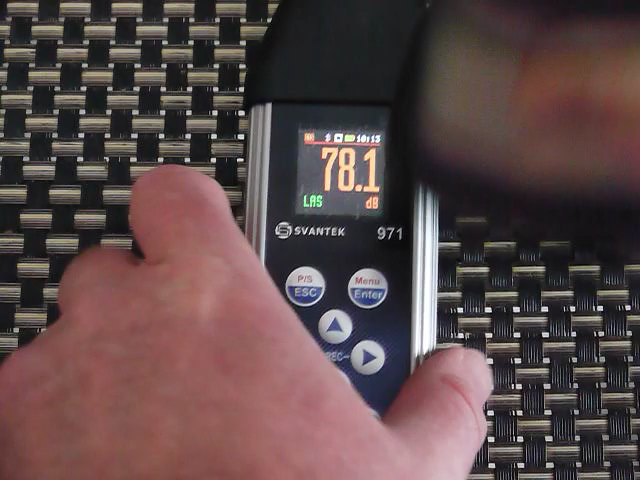 10:13
78.1
LAS dB
SVANTEK 971
P/S Menu
ESC Enter
REC-